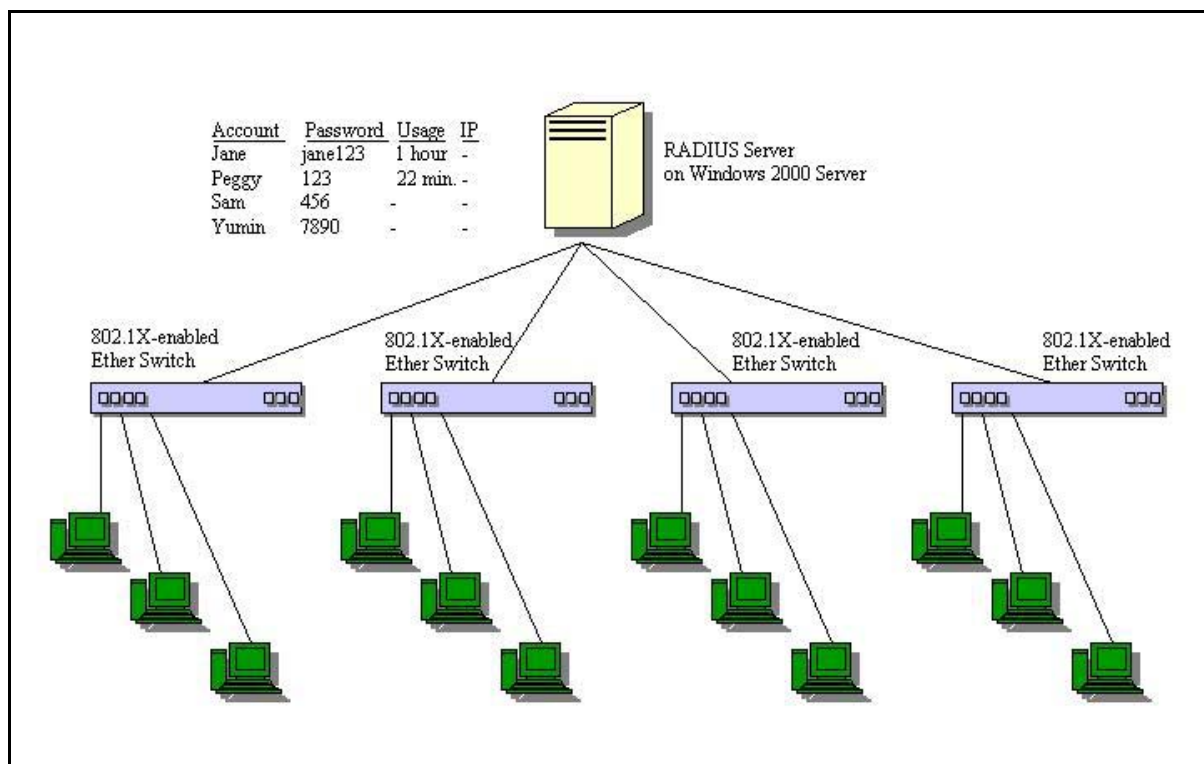 Account Password Usage IP
Jane jane123 1 hour -
Peggy 123 22 min. -
Sam 456 - -
Yumin 7890 - -
RADIUS Server
on Windows 2000 Server
802.1X-enabled
Ether Switch
802.1X-enabled
Ether Switch
802.1X-enabled
Ether Switch
802.1X-enabled
Ether Switch